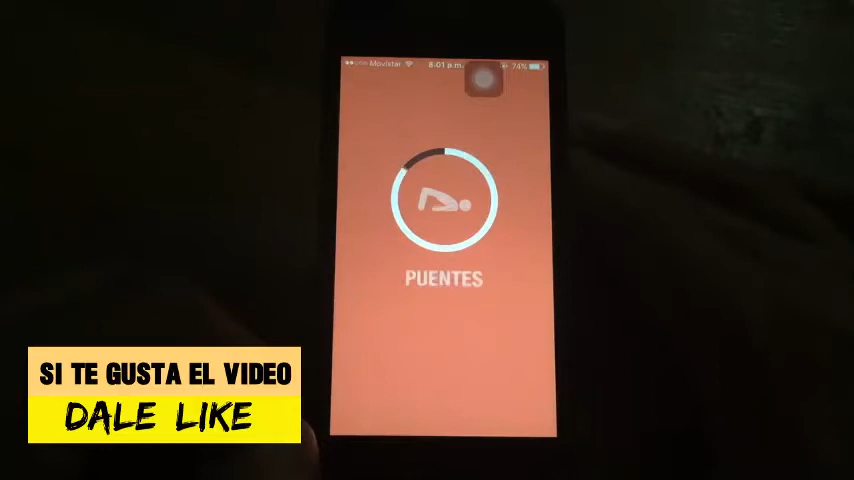 Movistar 8:01 p.m. 74%
PUENTES
SI TE GUSTA EL VIDEO
DALE LIKE